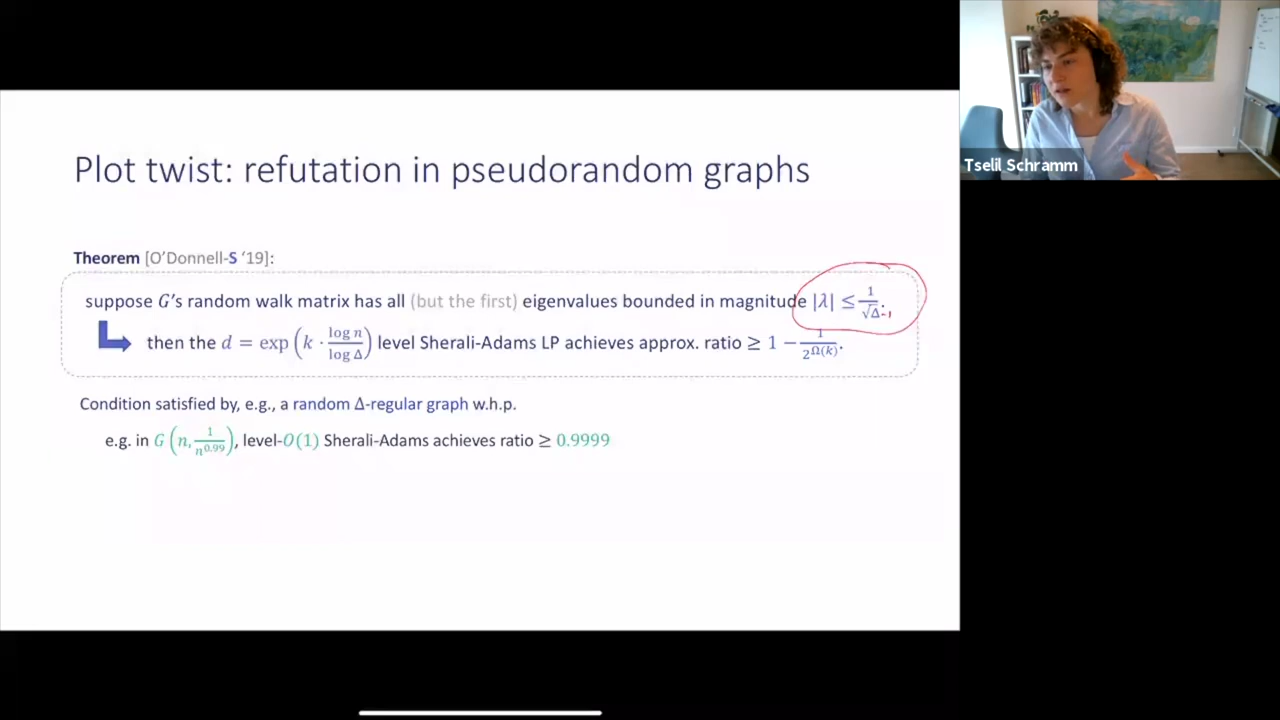 Plot twist: refutation in pseudorandom graphs
Tselil Schramm
Theorem [O'Donnell-S '19]:
suppose G's random walk matrix has all (but the first) eigenvalues bounded in magnitude |λ| ≤ 1/√Δ-1.
then the d = exp(k · log n/log Δ) level Sherali-Adams LP achieves approx. ratio ≥ 1 − 1/2^Ω(k).
Condition satisfied by, e.g., a random Δ-regular graph w.h.p.
e.g. in G(n, 1/n^0.99), level-O(1) Sherali-Adams achieves ratio ≥ 0.9999